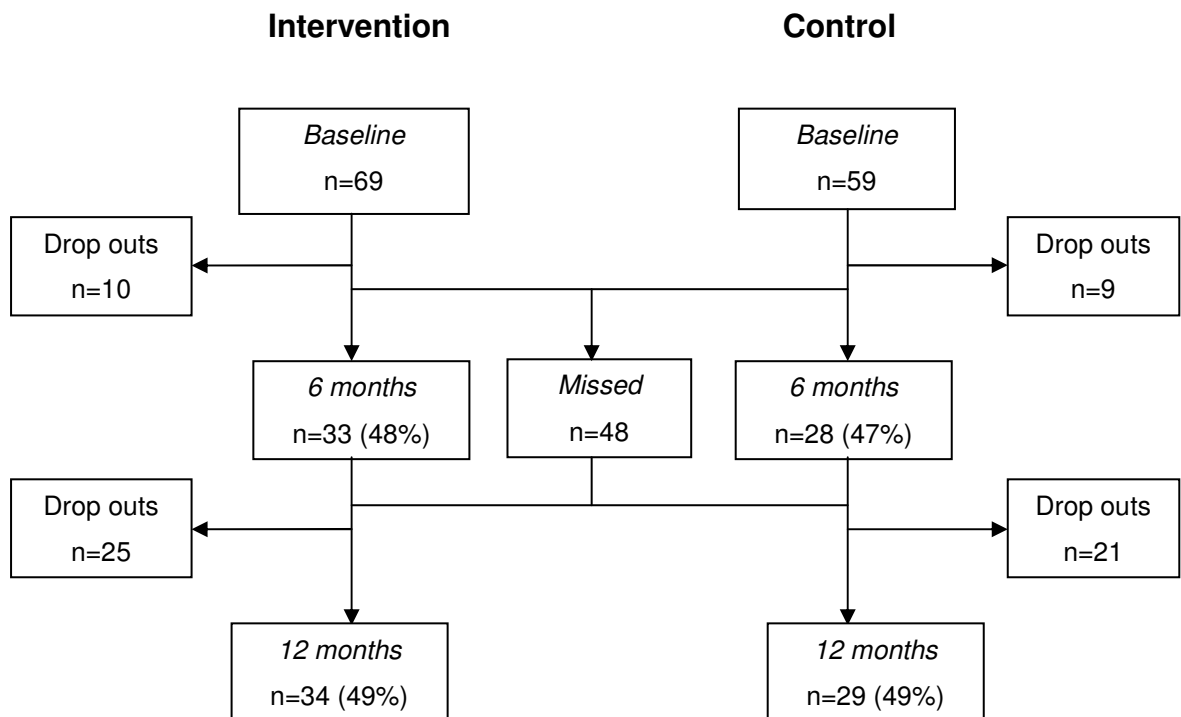 Intervention
Control
Baseline
n=69
Baseline
n=59
Drop outs
n=10
Drop outs
n=9
6 months
n=33 (48%)
Missed
n=48
6 months
n=28 (47%)
Drop outs
n=25
Drop outs
n=21
12 months
n=34 (49%)
12 months
n=29 (49%)